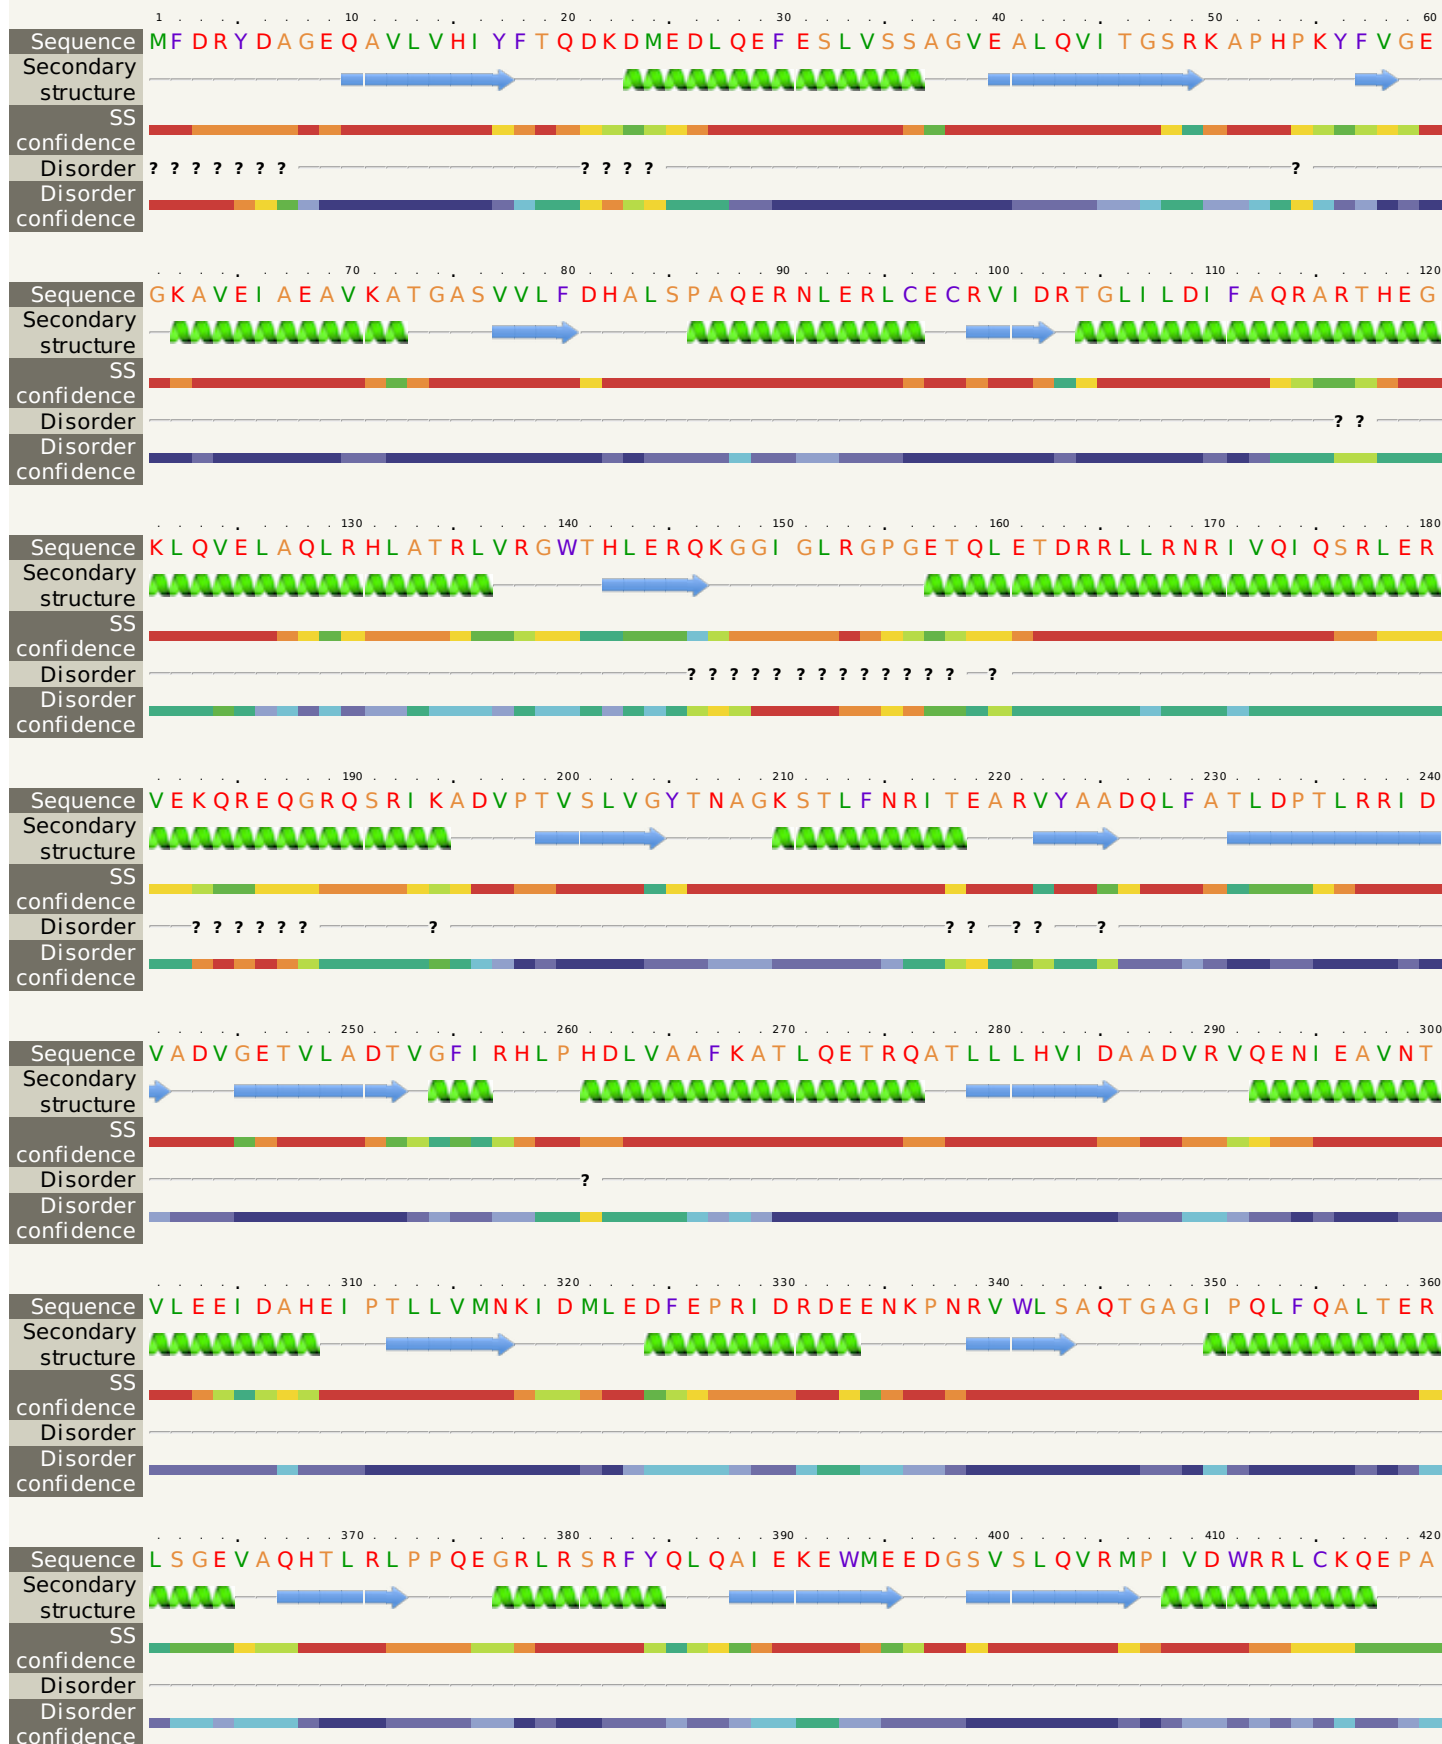 1 10 20 30 40 50 60
Sequence MFDRYDAGEQAVLVHIYFTQDKDMEDLQEFESLVSSAGVEALQVITGSRKAPHPKYFVGE
Secondary
structure
SS
confidence
Disorder ? ? ? ? ? ? ? ? ? ? ? ?
Disorder
confidence
70 80 90 100 110 120
Sequence GKAVEIAEAVKATGASVVLFDHALSPAQERNLERLCECRVIDRTGLILDIFAQRARTHEG
Secondary
structure
SS
confidence
Disorder ? ?
Disorder
confidence
130 140 150 160 170 180
Sequence KLQVELAQLRHLATRLVRGWTHLERQKGGIGLRGPGETQLETDRRLLRNRIVQIQSRLER
Secondary
structure
SS
confidence
Disorder ? ? ? ? ? ? ? ? ? ? ? ? ? ?
Disorder
confidence
190 200 210 220 230 240
Sequence VEKQREQGRQSRIKADVPTVSLVGYTNAGKSTLFNRITEARVYAADQLFATLDPTLRRID
Secondary
structure
SS
confidence
Disorder ? ? ? ? ? ? ? ? ? ? ? ?
Disorder
confidence
250 260 270 280 290 300
Sequence VADVGETVLADTVGFIRHLPHDLVAAFKATLQETRQATLLLHVIDAADVRVQENIEAVNT
Secondary
structure
SS
confidence
Disorder ?
Disorder
confidence
310 320 330 340 350 360
Sequence VLEEIDAHEIPTLLVMNKIDMLEDFEPRIDRDEENKPNRVWLSAQTGAGIPQLFQALTER
Secondary
structure
SS
confidence
Disorder
Disorder
confidence
370 380 390 400 410 420
Sequence LSGEVAQHTLRLPPQEGRLRSRFYQLQAIEKEWMEEDGSVSLQVRMPIVDWRRLCKQEPA
Secondary
structure
SS
confidence
Disorder
Disorder
confidence